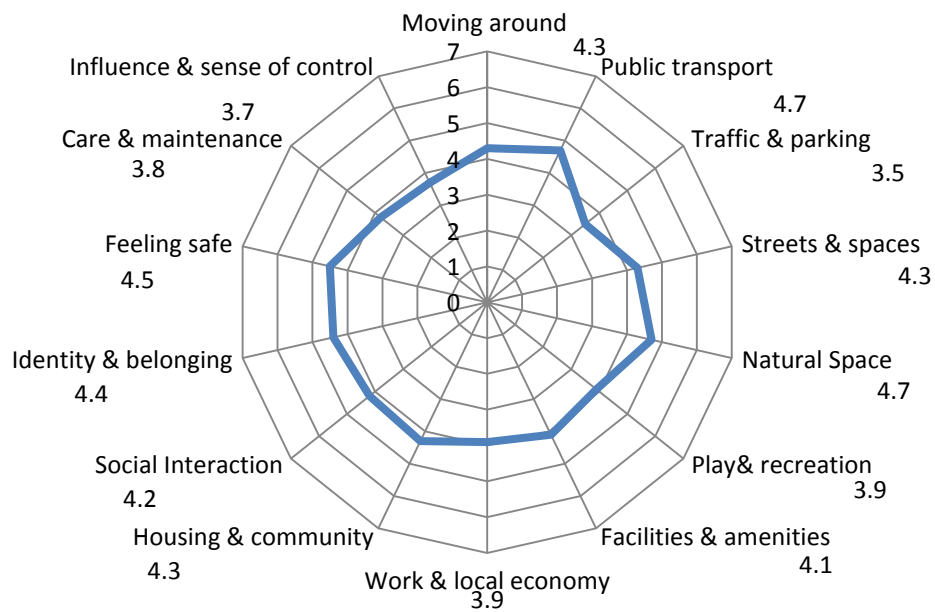 Moving around
4.3
Public transport
4.7
Traffic & parking
3.5
Streets & spaces
4.3
Natural Space
4.7
Play& recreation
3.9
Facilities & amenities
4.1
Work & local economy
3.9
Housing & community
4.3
Social Interaction
4.2
Identity & belonging
4.4
Feeling safe
4.5
Care & maintenance
3.8
Influence & sense of control
3.7
7
6
5
4
3
2
1
0